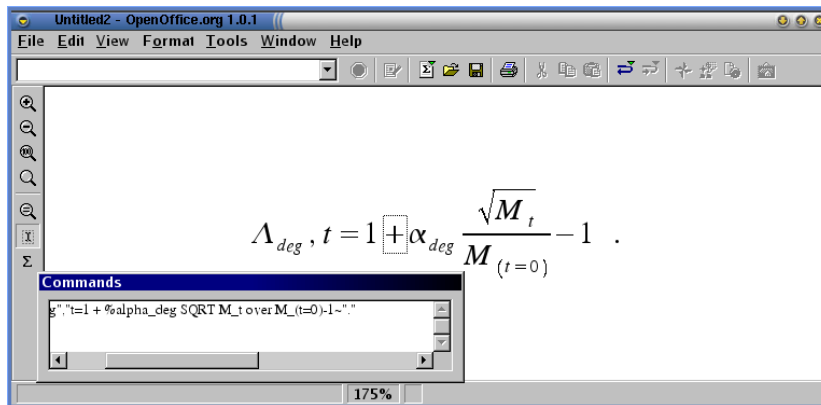 Untitled2 - OpenOffice.org 1.0.1
File Edit View Format Tools Window Help
Λ_deg , t = 1 + α_deg √M_t / M_(t=0) − 1 .
Commands
g","t=1 + %alpha_deg SQRT M_t over M_(t=0)-1~"."
175%